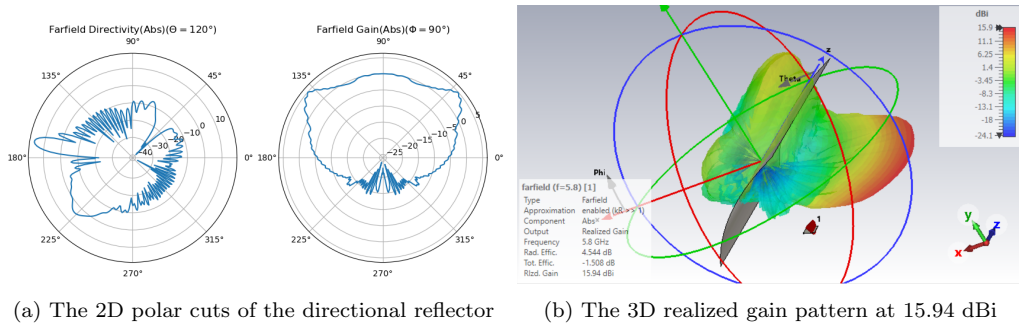 Farfield Directivity(Abs)(Θ = 120°)
90°
135°
45°
10
0
−10
−20
−30
−40
180°
0°
225°
315°
270°
Farfield Gain(Abs)(Φ = 90°)
90°
135°
45°
5
0
−5
−10
−15
−20
−25
180°
0°
225°
315°
270°
z
Theta
Phi
farfield (f=5.8) [1]
Type Farfield
Approximation enabled (kR >> 1)
Component Abs
Output Realized Gain
Frequency 5.8 GHz
Rad. Effic. 4.544 dB
Tot. Effic. -1.508 dB
Rlzd. Gain 15.94 dBi
1
dBi
15.9
11.1
6.25
1.4
-3.45
-8.3
-13.1
-18
-24.1
y
z
x
(a) The 2D polar cuts of the directional reflector
(b) The 3D realized gain pattern at 15.94 dBi